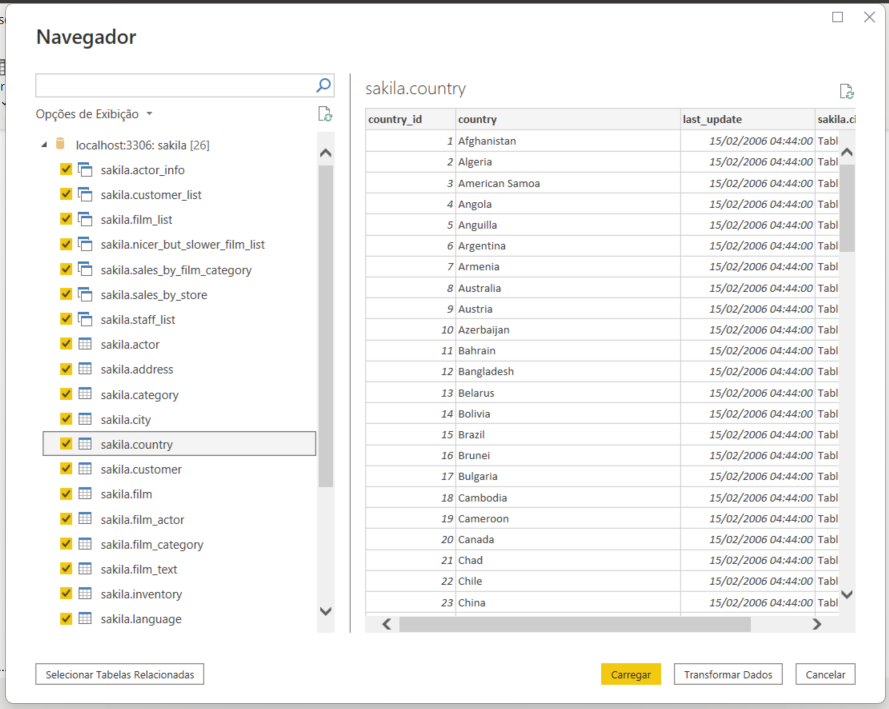 Navegador
Opções de Exibição
localhost:3306: sakila [26]
sakila.actor_info
sakila.customer_list
sakila.film_list
sakila.nicer_but_slower_film_list
sakila.sales_by_film_category
sakila.sales_by_store
sakila.staff_list
sakila.actor
sakila.address
sakila.category
sakila.city
sakila.country
sakila.customer
sakila.film
sakila.film_actor
sakila.film_category
sakila.film_text
sakila.inventory
sakila.language
Selecionar Tabelas Relacionadas
sakila.country
country_id country last_update sakila.ci
1 Afghanistan 15/02/2006 04:44:00 Tabl
2 Algeria 15/02/2006 04:44:00 Tabl
3 American Samoa 15/02/2006 04:44:00 Tabl
4 Angola 15/02/2006 04:44:00 Tabl
5 Anguilla 15/02/2006 04:44:00 Tabl
6 Argentina 15/02/2006 04:44:00 Tabl
7 Armenia 15/02/2006 04:44:00 Tabl
8 Australia 15/02/2006 04:44:00 Tabl
9 Austria 15/02/2006 04:44:00 Tabl
10 Azerbaijan 15/02/2006 04:44:00 Tabl
11 Bahrain 15/02/2006 04:44:00 Tabl
12 Bangladesh 15/02/2006 04:44:00 Tabl
13 Belarus 15/02/2006 04:44:00 Tabl
14 Bolivia 15/02/2006 04:44:00 Tabl
15 Brazil 15/02/2006 04:44:00 Tabl
16 Brunei 15/02/2006 04:44:00 Tabl
17 Bulgaria 15/02/2006 04:44:00 Tabl
18 Cambodia 15/02/2006 04:44:00 Tabl
19 Cameroon 15/02/2006 04:44:00 Tabl
20 Canada 15/02/2006 04:44:00 Tabl
21 Chad 15/02/2006 04:44:00 Tabl
22 Chile 15/02/2006 04:44:00 Tabl
23 China 15/02/2006 04:44:00 Tabl
Carregar
Transformar Dados
Cancelar